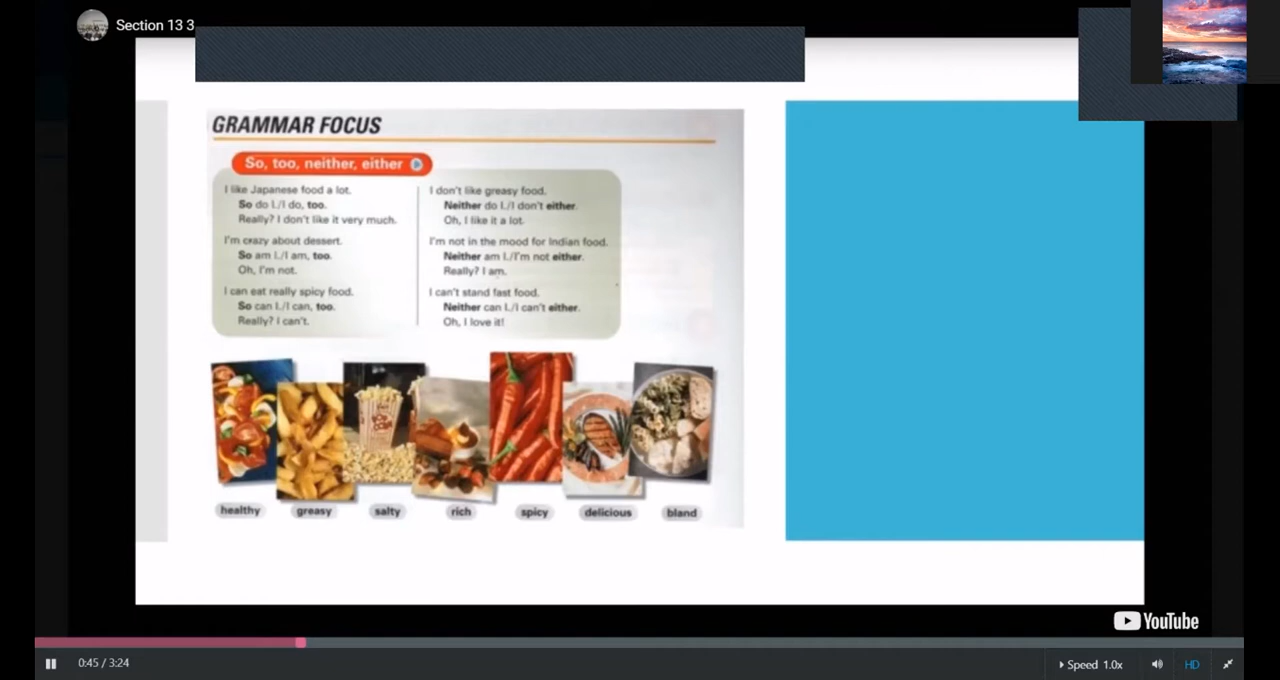 Section 13 3
GRAMMAR FOCUS
So, too, neither, either
I like Japanese food a lot.
So do I./I do, too.
Really? I don't like it very much.
I'm crazy about dessert.
So am I./I am, too.
Oh, I'm not.
I can eat really spicy food.
So can I./I can, too.
Really? I can't.
I don't like greasy food.
Neither do I./I don't either.
Oh, I like it a lot.
I'm not in the mood for Indian food.
Neither am I./I'm not either.
Really? I am.
I can't stand fast food.
Neither can I./I can't either.
Oh, I love it!
POP CORN
healthy greasy salty rich spicy delicious bland
YouTube
0:45 / 3:24
Speed 1.0x HD